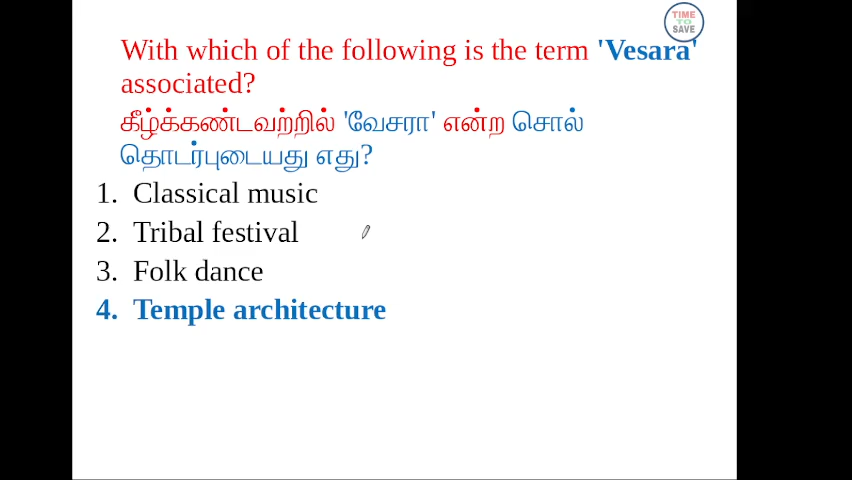 TIME
TO
SAVE
With which of the following is the term 'Vesara'
associated?
கீழ்க்கண்டவற்றில் 'வேசரா' என்ற சொல்
தொடர்புடையது எது?
1. Classical music
2. Tribal festival
3. Folk dance
4. Temple architecture